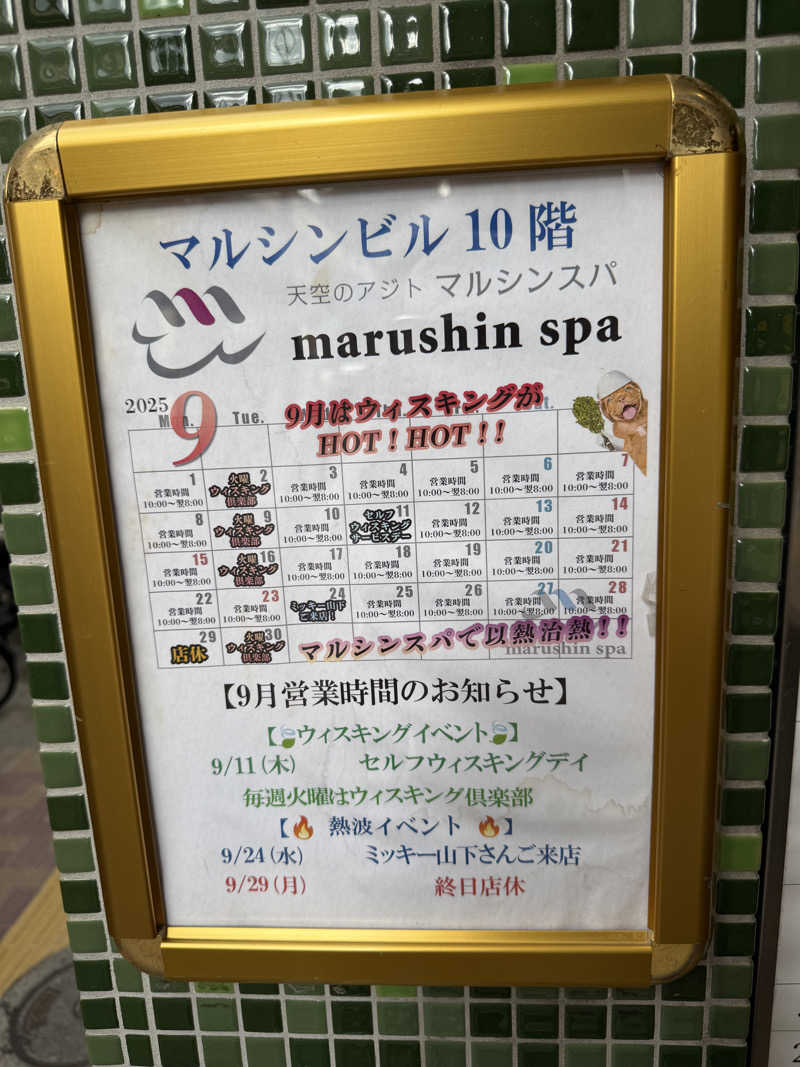 マルシンビル 10 階
天空のアジト マルシンスパ
marushin spa
2025
9
Tue.
9月はウィスキングが
HOT！HOT！！
1 火曜 2 3 4 5 6 7
営業時間 ウィスキング 営業時間 営業時間 営業時間 営業時間 営業時間
10:00～翌8:00 倶楽部 10:00～翌8:00 10:00～翌8:00 10:00～翌8:00 10:00～翌8:00 10:00～翌8:00
8 火曜 9 10 セルフ 11 12 13 14
営業時間 ウィスキング 営業時間 ウィスキング 営業時間 営業時間 営業時間
10:00～翌8:00 倶楽部 10:00～翌8:00 サービスデー 10:00～翌8:00 10:00～翌8:00 10:00～翌8:00
15 火曜 16 17 18 19 20 21
営業時間 ウィスキング 営業時間 営業時間 営業時間 営業時間 営業時間
10:00～翌8:00 倶楽部 10:00～翌8:00 10:00～翌8:00 10:00～翌8:00 10:00～翌8:00 10:00～翌8:00
22 23 24 25 26 27 28
営業時間 営業時間 ミッキー山下 営業時間 営業時間 営業時間 営業時間
10:00～翌8:00 10:00～翌8:00 ご来店！ 10:00～翌8:00 10:00～翌8:00 10:00～翌8:00 10:00～翌8:00
29 火曜 30
店休 ウィスキング マルシンスパで以熱治熱！！
倶楽部 marushin spa
【9月営業時間のお知らせ】
【🍃ウィスキングイベント🍃】
9/11（木） セルフウィスキングデイ
毎週火曜はウィスキング倶楽部
【🔥 熱波イベント 🔥】
9/24（水） ミッキー山下さんご来店
9/29（月） 終日店休